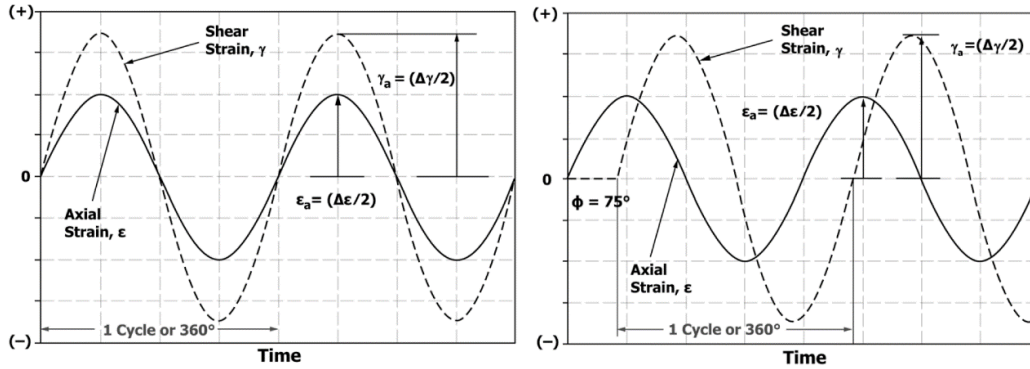 (+)
Shear
Strain, γ
γa = (Δγ/2)
0
Axial
Strain, ε
εa = (Δε/2)
1 Cycle or 360°
(−)
Time
(+)
Shear
Strain, γ
γa = (Δγ/2)
εa = (Δε/2)
0
ϕ = 75°
Axial
Strain, ε
1 Cycle or 360°
(−)
Time